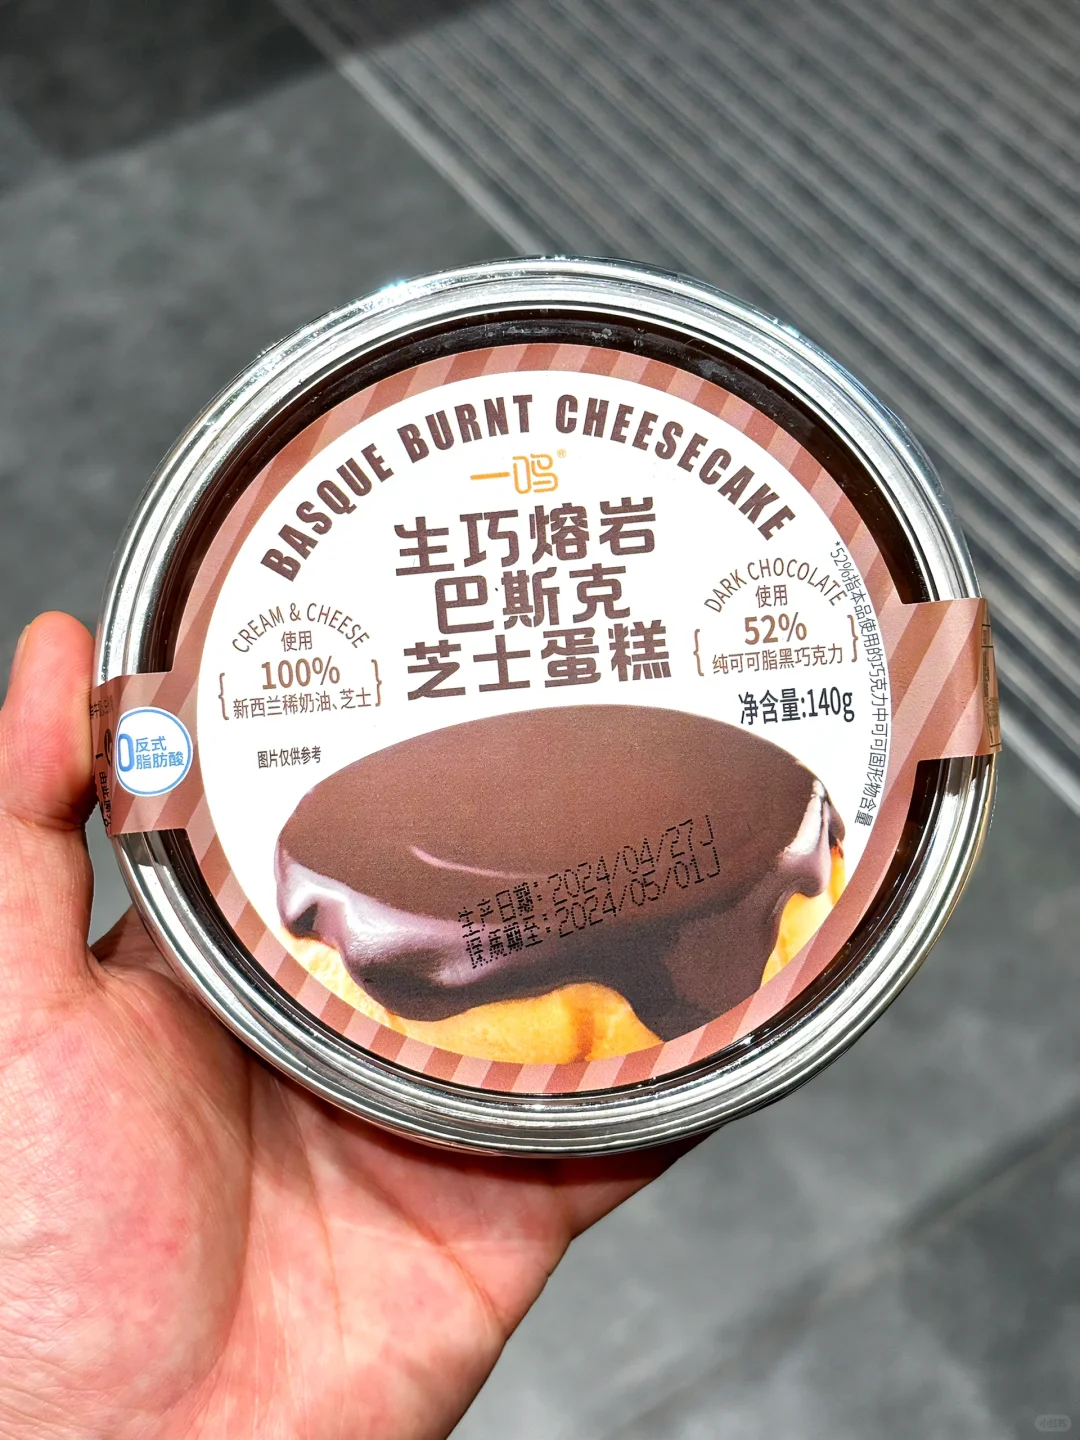 BASQUE BURNT CHEESECAKE
一鸣®
生巧熔岩
巴斯克
芝士蛋糕
CREAM & CHEESE
使用
100%
新西兰稀奶油、芝士
DARK CHOCOLATE
使用
52%
纯可可脂黑巧克力
*52%指本品使用的巧克力中可可固形物含量
净含量:140g
图片仅供参考
0反式
脂肪酸
生产日期:2024/04/27J
保质期至:2024/05/01J
小红书